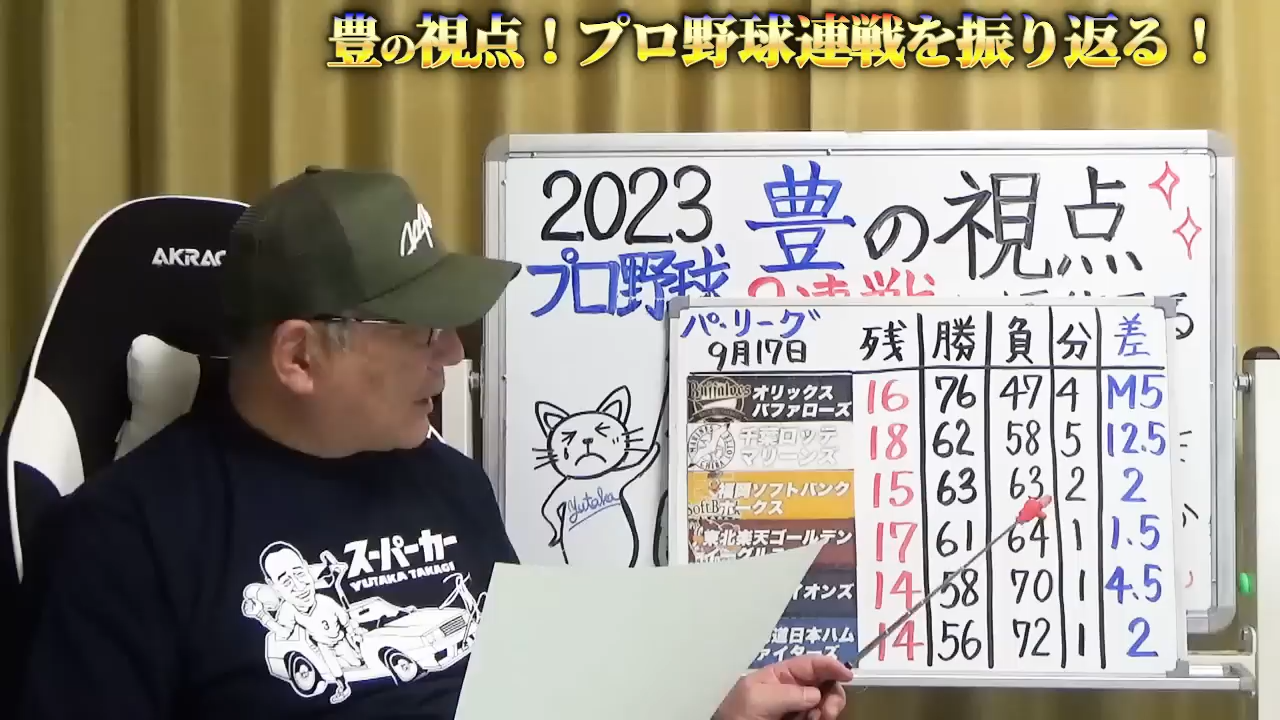 豊の視点！プロ野球連戦を振り返る！
2023 豊の視点
プロ野球 連戦
パ・リーグ
9月17日 残 勝 負 分 差
Buffaloes オリックス バファローズ 16 76 47 4 M5
千葉ロッテ マリーンズ 18 62 58 5 12.5
福岡ソフトバンク ホークス 15 63 63 2 2
東北楽天ゴールデン 17 61 64 1 1.5
イオンズ 14 58 70 1 4.5
道日本ハム ァイターズ 14 56 72 1 2
AKRAC
Yutaka
スーパーカー
YUTAKA TAKAGI